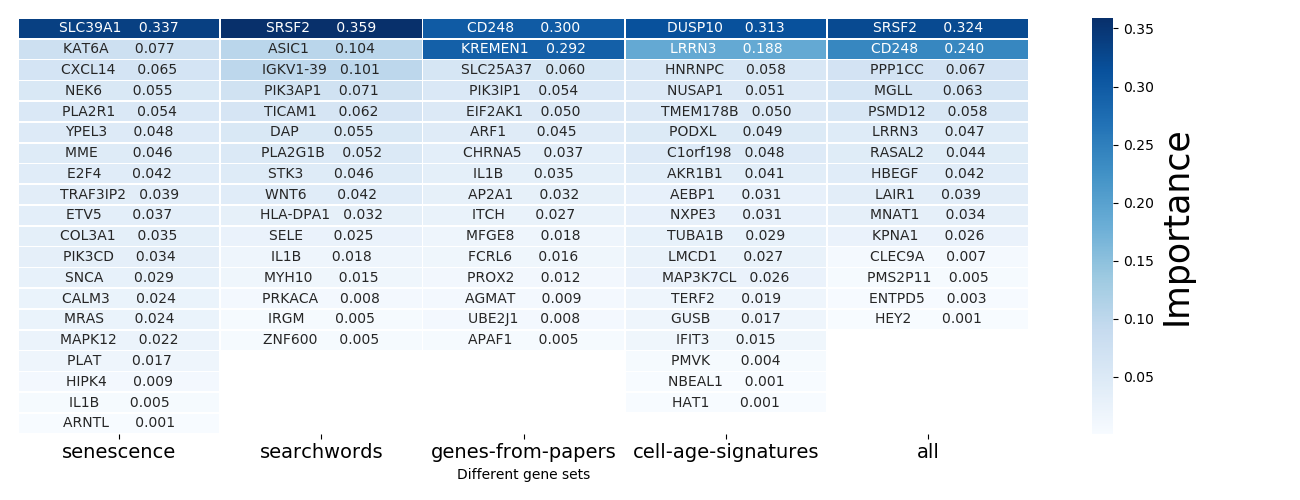 SLC39A1 0.337 SRSF2 0.359 CD248 0.300 DUSP10 0.313 SRSF2 0.324
KAT6A 0.077 ASIC1 0.104 KREMEN1 0.292 LRRN3 0.188 CD248 0.240
CXCL14 0.065 IGKV1-39 0.101 SLC25A37 0.060 HNRNPC 0.058 PPP1CC 0.067
NEK6 0.055 PIK3AP1 0.071 PIK3IP1 0.054 NUSAP1 0.051 MGLL 0.063
PLA2R1 0.054 TICAM1 0.062 EIF2AK1 0.050 TMEM178B 0.050 PSMD12 0.058
YPEL3 0.048 DAP 0.055 ARF1 0.045 PODXL 0.049 LRRN3 0.047
MME 0.046 PLA2G1B 0.052 CHRNA5 0.037 C1orf198 0.048 RASAL2 0.044
E2F4 0.042 STK3 0.046 IL1B 0.035 AKR1B1 0.041 HBEGF 0.042
TRAF3IP2 0.039 WNT6 0.042 AP2A1 0.032 AEBP1 0.031 LAIR1 0.039
ETV5 0.037 HLA-DPA1 0.032 ITCH 0.027 NXPE3 0.031 MNAT1 0.034
COL3A1 0.035 SELE 0.025 MFGE8 0.018 TUBA1B 0.029 KPNA1 0.026
PIK3CD 0.034 IL1B 0.018 FCRL6 0.016 LMCD1 0.027 CLEC9A 0.007
SNCA 0.029 MYH10 0.015 PROX2 0.012 MAP3K7CL 0.026 PMS2P11 0.005
CALM3 0.024 PRKACA 0.008 AGMAT 0.009 TERF2 0.019 ENTPD5 0.003
MRAS 0.024 IRGM 0.005 UBE2J1 0.008 GUSB 0.017 HEY2 0.001
MAPK12 0.022 ZNF600 0.005 APAF1 0.005 IFIT3 0.015
PLAT 0.017 PMVK 0.004
HIPK4 0.009 NBEAL1 0.001
IL1B 0.005 HAT1 0.001
ARNTL 0.001
senescence searchwords genes-from-papers cell-age-signatures all
Different gene sets
0.35
0.30
0.25
0.20
0.15
0.10
0.05
Importance